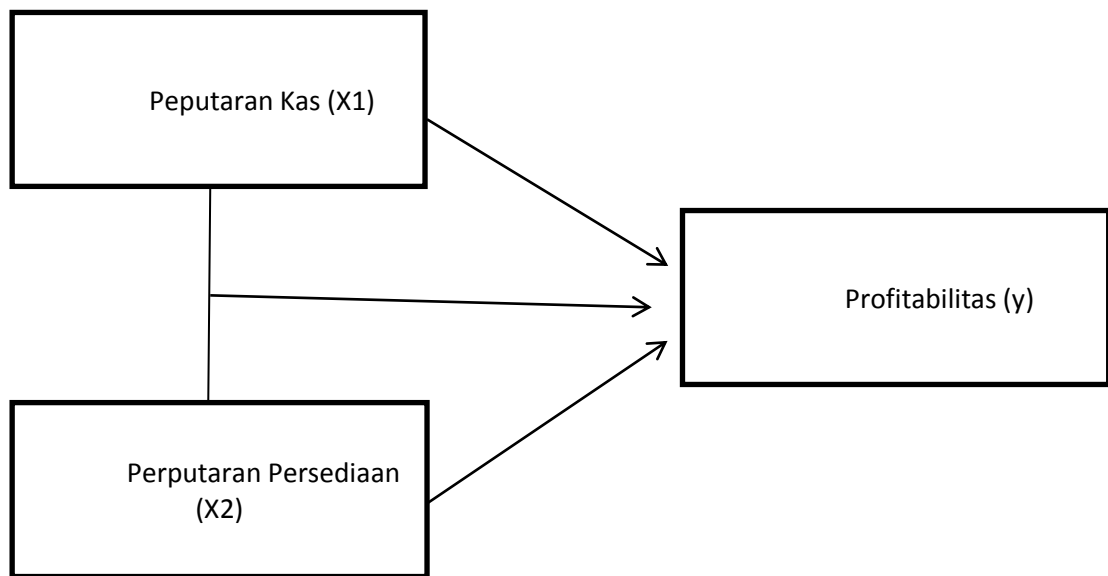 Peputaran Kas (X1)
Profitabilitas (y)
Perputaran Persediaan
(X2)